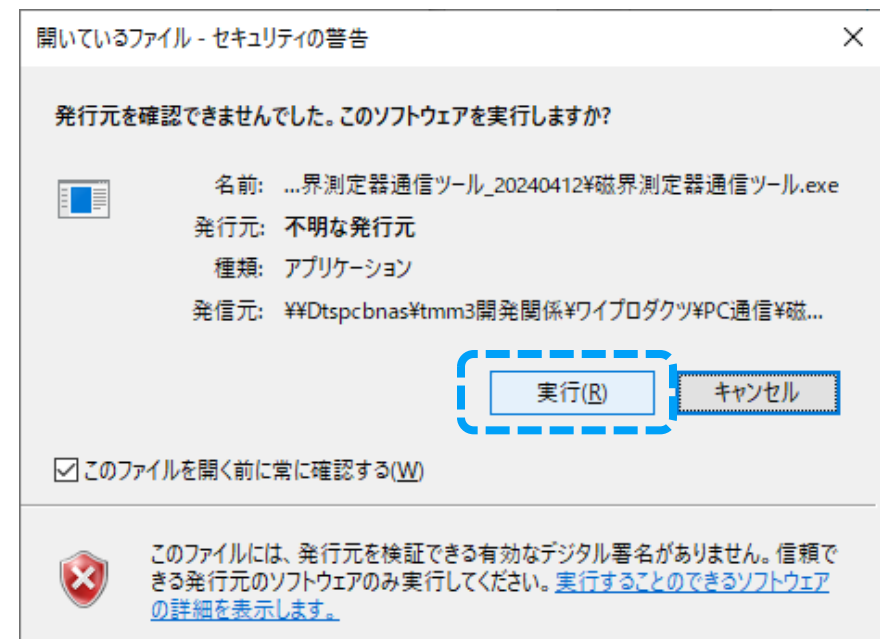 開いているファイル - セキュリティの警告
発行元を確認できませんでした。このソフトウェアを実行しますか?
名前: ...界測定器通信ツール_20240412¥磁界測定器通信ツール.exe
発行元: 不明な発行元
種類: アプリケーション
発信元: ¥¥Dtspcbnas¥tmm3開発関係¥ワイプロダクツ¥PC通信¥磁...
実行(R)
キャンセル
このファイルを開く前に常に確認する(W)
このファイルには、発行元を検証できる有効なデジタル署名がありません。信頼で
きる発行元のソフトウェアのみ実行してください。実行することのできるソフトウェア
の詳細を表示します。